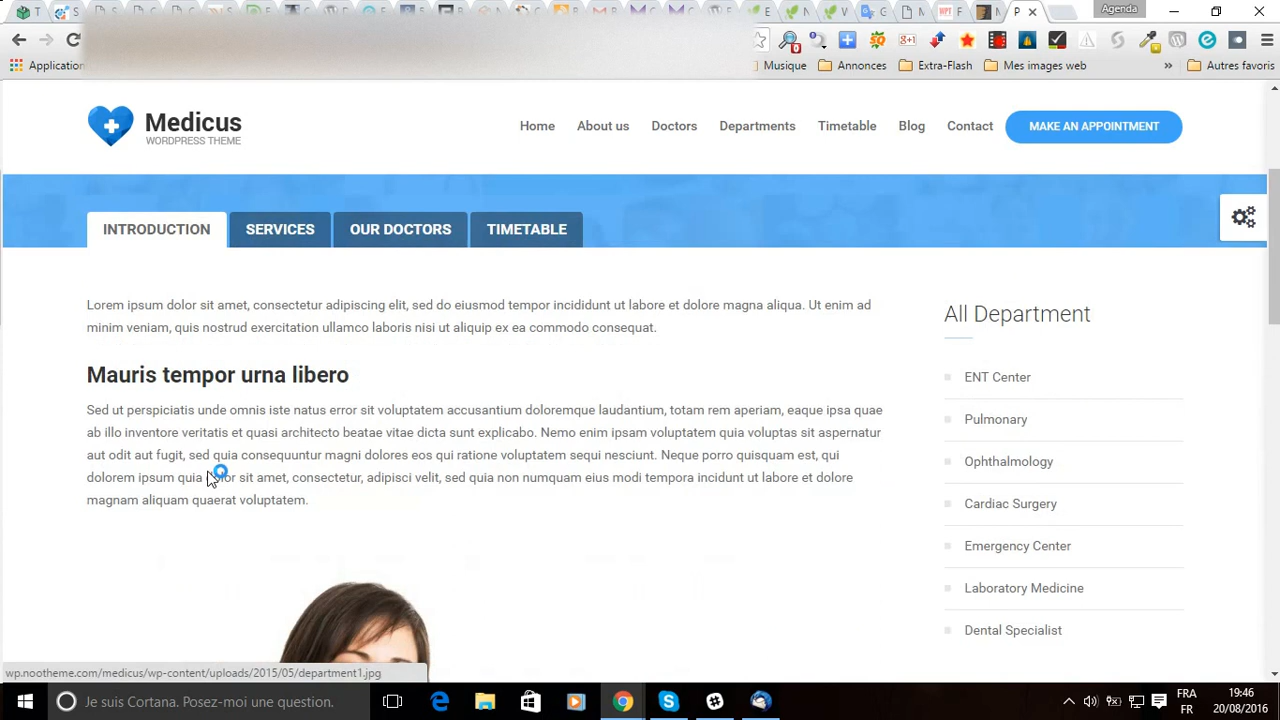 Agenda
Application
Musique
Annonces
Extra-Flash
Mes images web
»
Autres favoris
Medicus
WORDPRESS THEME
Home
About us
Doctors
Departments
Timetable
Blog
Contact
MAKE AN APPOINTMENT
INTRODUCTION
SERVICES
OUR DOCTORS
TIMETABLE
Lorem ipsum dolor sit amet, consectetur adipiscing elit, sed do eiusmod tempor incididunt ut labore et dolore magna aliqua. Ut enim ad
minim veniam, quis nostrud exercitation ullamco laboris nisi ut aliquip ex ea commodo consequat.
Mauris tempor urna libero
Sed ut perspiciatis unde omnis iste natus error sit voluptatem accusantium doloremque laudantium, totam rem aperiam, eaque ipsa quae
ab illo inventore veritatis et quasi architecto beatae vitae dicta sunt explicabo. Nemo enim ipsam voluptatem quia voluptas sit aspernatur
aut odit aut fugit, sed quia consequuntur magni dolores eos qui ratione voluptatem sequi nesciunt. Neque porro quisquam est, qui
dolorem ipsum quia dolor sit amet, consectetur, adipisci velit, sed quia non numquam eius modi tempora incidunt ut labore et dolore
magnam aliquam quaerat voluptatem.
All Department
ENT Center
Pulmonary
Ophthalmology
Cardiac Surgery
Emergency Center
Laboratory Medicine
Dental Specialist
wp.nootheme.com/medicus/wp-content/uploads/2015/05/department1.jpg
Je suis Cortana. Posez-moi une question.
FRA
FR
19:46
20/08/2016